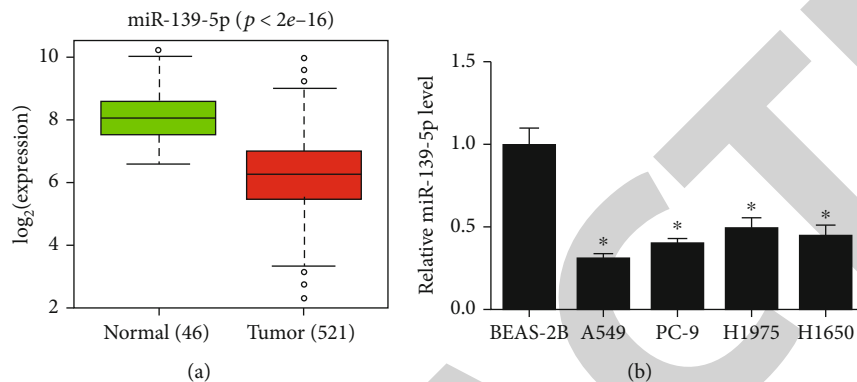 miR-139-5p (p < 2e–16)
log2(expression)
10
8
6
4
2
Normal (46) Tumor (521)
(a)
Relative miR-139-5p level
1.5
1.0
0.5
0.0
* * * *
BEAS-2B A549 PC-9 H1975 H1650
(b)